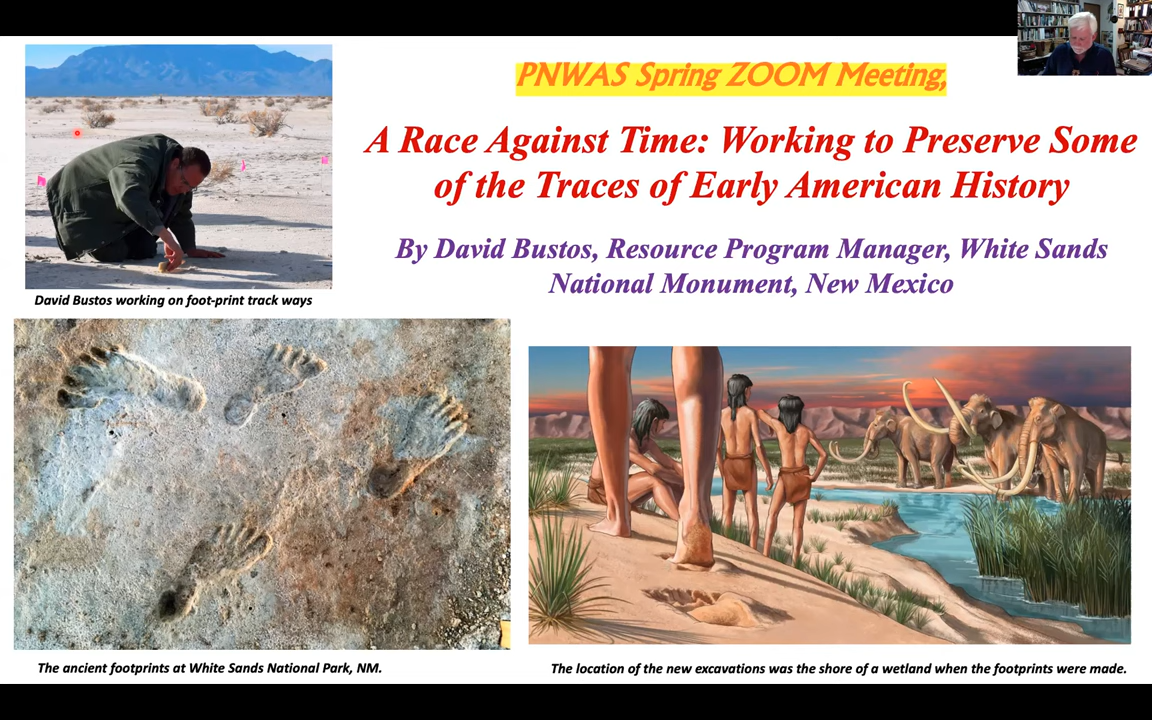 PNWAS Spring ZOOM Meeting,
A Race Against Time: Working to Preserve Some
of the Traces of Early American History
By David Bustos, Resource Program Manager, White Sands
National Monument, New Mexico
David Bustos working on foot-print track ways
The ancient footprints at White Sands National Park, NM.
The location of the new excavations was the shore of a wetland when the footprints were made.